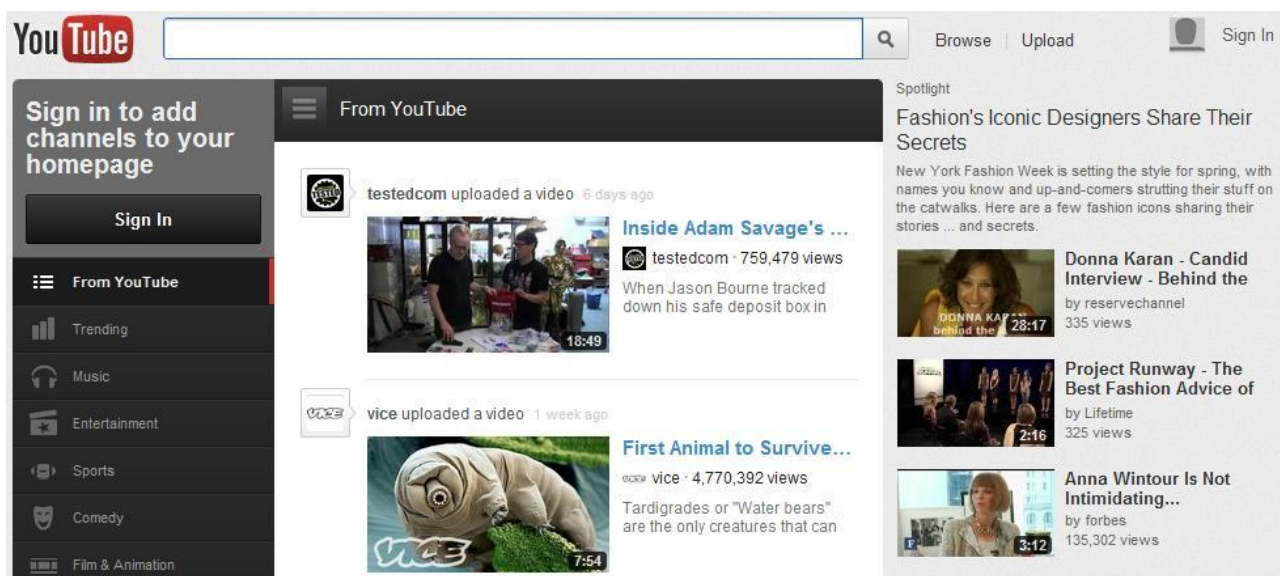 YouTube
Browse | Upload
Sign In
Sign in to add
channels to your
homepage
Sign In
From YouTube
Trending
Music
Entertainment
Sports
Comedy
Film & Animation
From YouTube
TESTED
testedcom uploaded a video 6 days ago
18:49
Inside Adam Savage's ...
testedcom · 759,479 views
When Jason Bourne tracked
down his safe deposit box in
VICE
vice uploaded a video 1 week ago
VICE
7:54
First Animal to Survive...
vice · 4,770,392 views
Tardigrades or "Water bears"
are the only creatures that can
Spotlight
Fashion's Iconic Designers Share Their
Secrets
New York Fashion Week is setting the style for spring, with
names you know and up-and-comers strutting their stuff on
the catwalks. Here are a few fashion icons sharing their
stories ... and secrets.
DONNA KARAN
behind the
28:17
Donna Karan - Candid
Interview - Behind the
by reservechannel
335 views
2:16
Project Runway - The
Best Fashion Advice of
by Lifetime
325 views
F
3:12
Anna Wintour Is Not
Intimidating...
by forbes
135,302 views